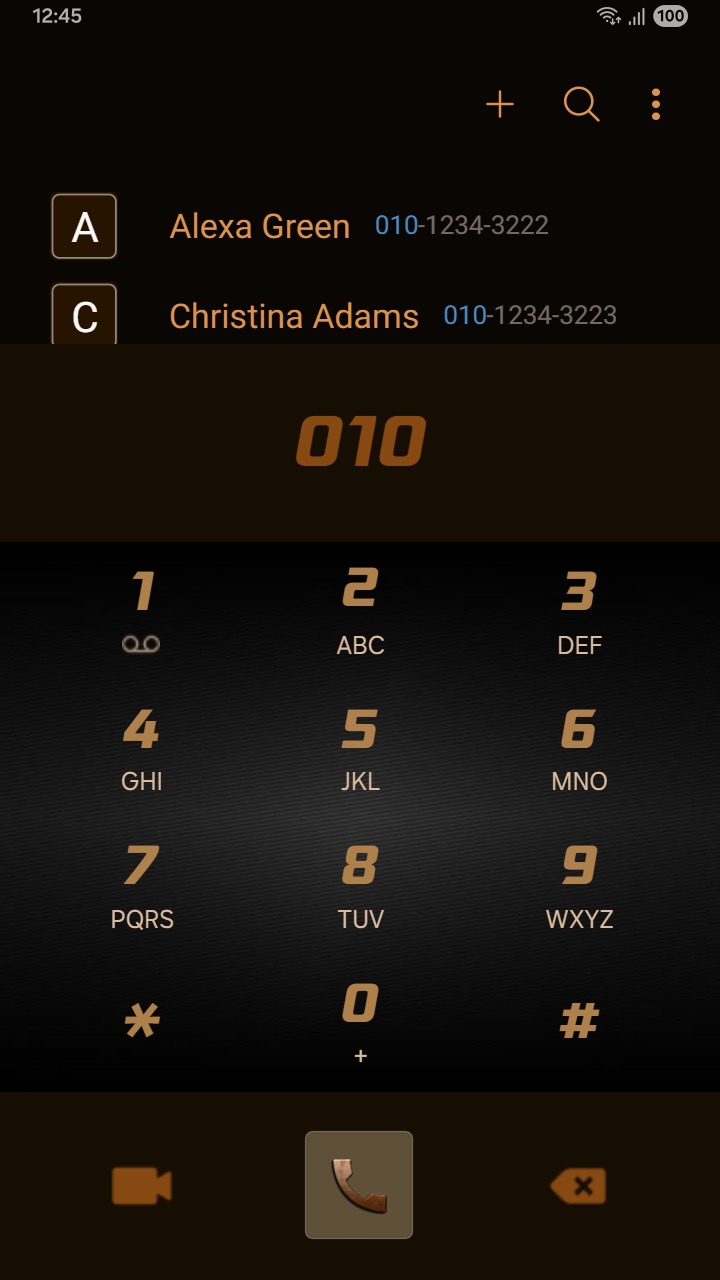 12:45 100
A Alexa Green 010-1234-3222
C Christina Adams 010-1234-3223
010
1 2 3
ABC DEF
4 5 6
GHI JKL MNO
7 8 9
PQRS TUV WXYZ
* 0 #
+